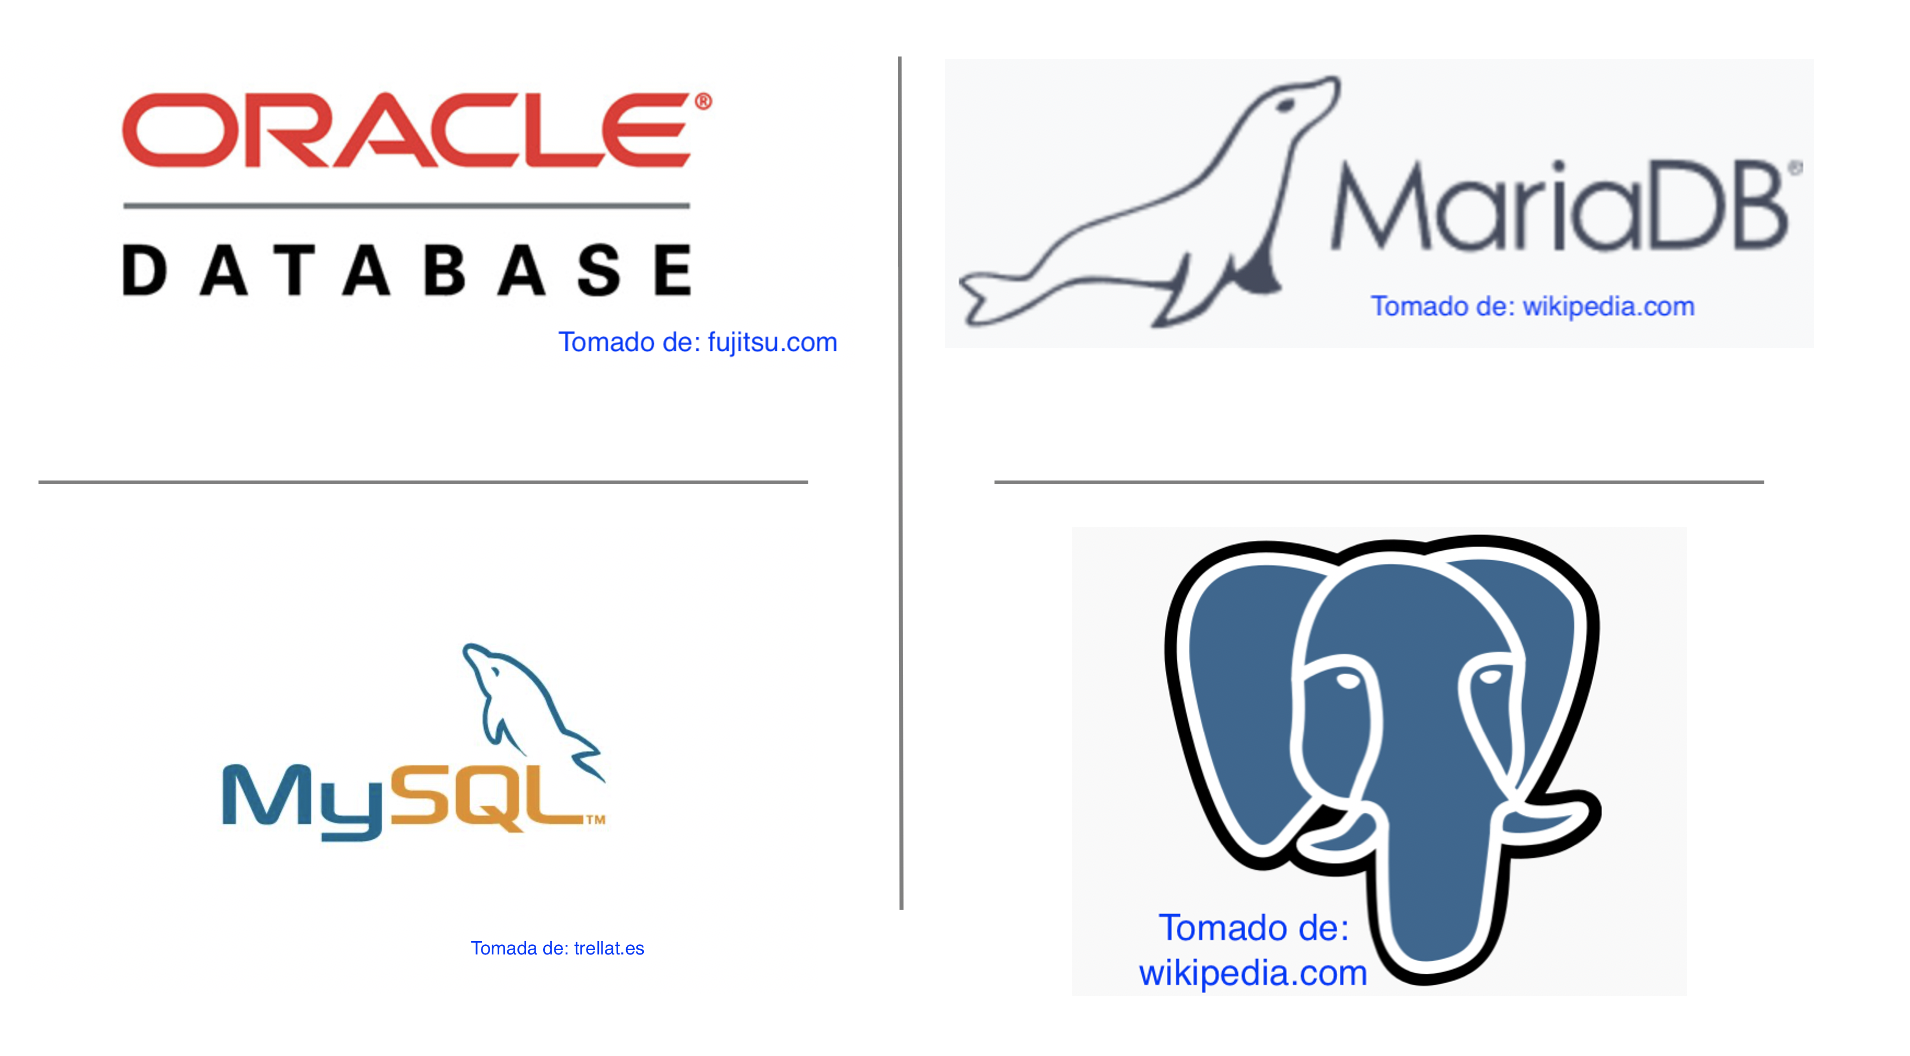 ORACLE®
DATABASE
Tomado de: fujitsu.com
MariaDB®
Tomado de: wikipedia.com
MySQL™
Tomada de: trellat.es
Tomado de:
wikipedia.com